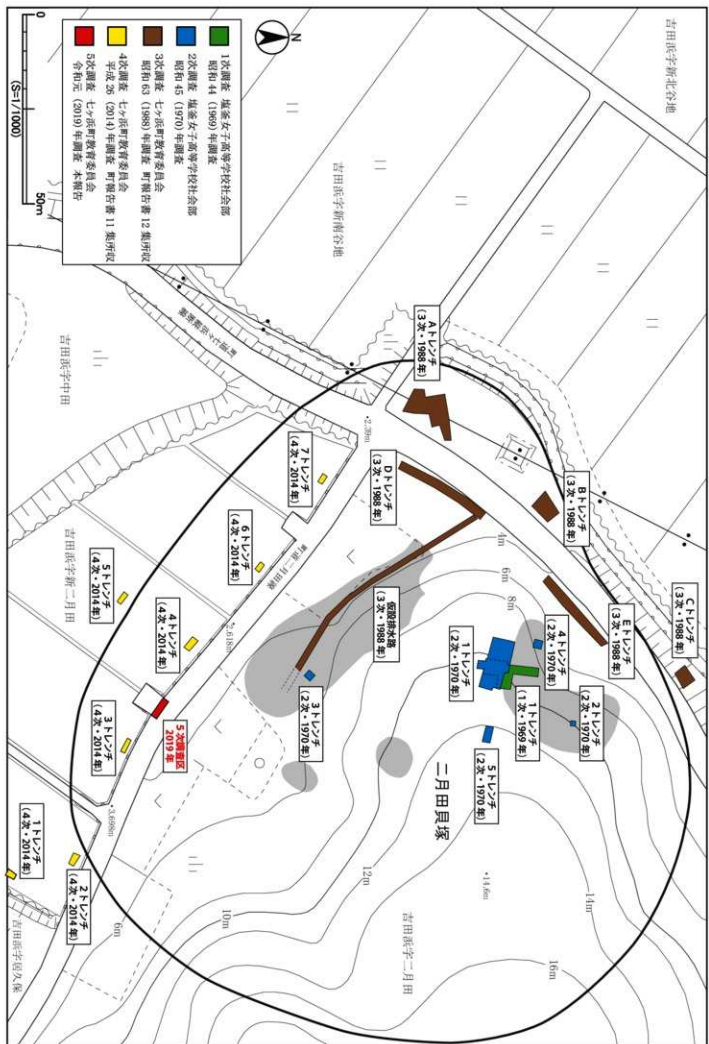 吉田浜字新北谷地
吉田浜字新南谷地
Aトレンチ
(3次・1988年)
Bトレンチ
(3次・1988年)
Cトレンチ
(3次・1988年)
Dトレンチ
(3次・1988年)
Eトレンチ
(3次・1988年)
仮設排水路
(3次・1988年)
4トレンチ
(2次・1970年)
2トレンチ
(2次・1970年)
1トレンチ
(2次・1970年)
1トレンチ
(1次・1969年)
3トレンチ
(2次・1970年)
5トレンチ
(2次・1970年)
二月田貝塚
4m
6m
8m
12m
14m
・14.6m
10m
16m
6m
吉田浜字二月田
・2.39m
町道二月田線
7トレンチ
(4次・2014年)
6トレンチ
(4次・2014年)
5トレンチ
(4次・2014年)
4トレンチ
(4次・2014年)
・2.618m
5次調査区
2019年
3トレンチ
(4次・2014年)
・3.698m
2トレンチ
(4次・2014年)
1トレンチ
(4次・2014年)
吉田浜字中田
吉田浜字新二月田
吉田浜字居久保
N
1次調査 塩釜女子高等学校社会部
昭和44(1969)年調査
2次調査 塩釜女子高等学校社会部
昭和45(1970)年調査
3次調査 七ヶ浜町教育委員会
昭和63(1988)年調査 町報告書12集所収
4次調査 七ヶ浜町教育委員会
平成26(2014)年調査 町報告書11集所収
5次調査 七ヶ浜町教育委員会
令和元(2019)年調査 本報告
0
50m
(S=1/1000)